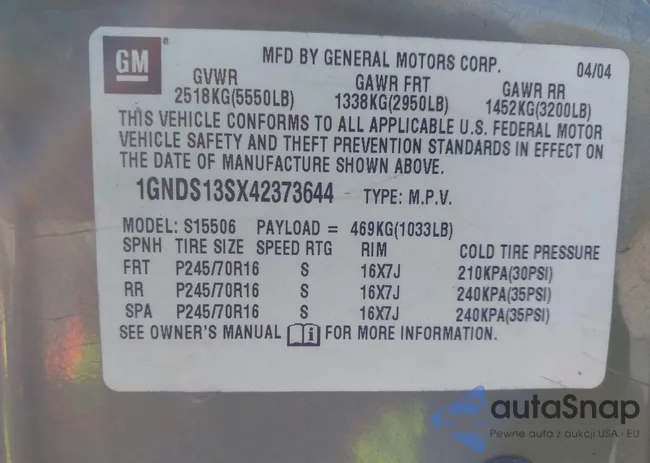 GM
MFD BY GENERAL MOTORS CORP. 04/04
GVWR GAWR FRT GAWR RR
2518KG(5550LB) 1338KG(2950LB) 1452KG(3200LB)
THIS VEHICLE CONFORMS TO ALL APPLICABLE U.S. FEDERAL MOTOR
VEHICLE SAFETY AND THEFT PREVENTION STANDARDS IN EFFECT ON
THE DATE OF MANUFACTURE SHOWN ABOVE.
1GNDS13SX42373644 TYPE: M.P.V.
MODEL: S15506 PAYLOAD = 469KG(1033LB)
SPNH TIRE SIZE SPEED RTG RIM COLD TIRE PRESSURE
FRT P245/70R16 S 16X7J 210KPA(30PSI)
RR P245/70R16 S 16X7J 240KPA(35PSI)
SPA P245/70R16 S 16X7J 240KPA(35PSI)
SEE OWNER'S MANUAL FOR MORE INFORMATION.
autaSnap
Pewne auta z aukcji USA · EU